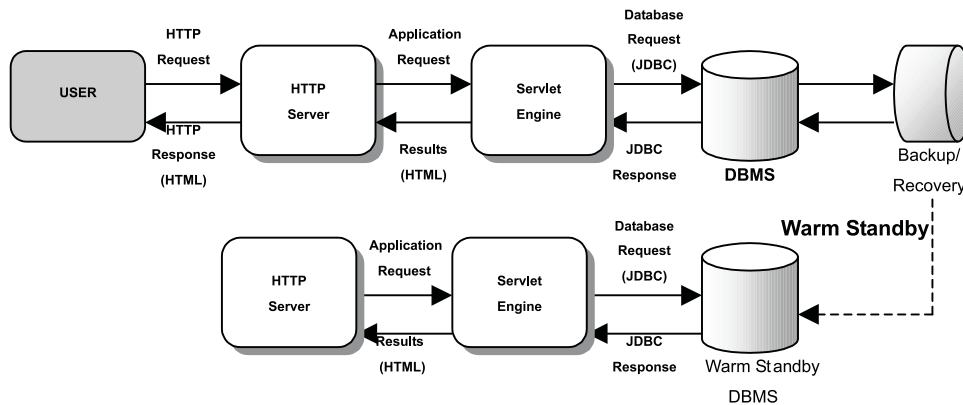 HTTP
Request
Application
Request
Database
Request
(JDBC)
USER
HTTP
Server
Servlet
Engine
HTTP
Response
(HTML)
Results
(HTML)
JDBC
Response
DBMS
Backup/
Recovery
Warm Standby
HTTP
Server
Application
Request
Servlet
Engine
Database
Request
(JDBC)
Results
(HTML)
JDBC
Response
Warm Standby
DBMS